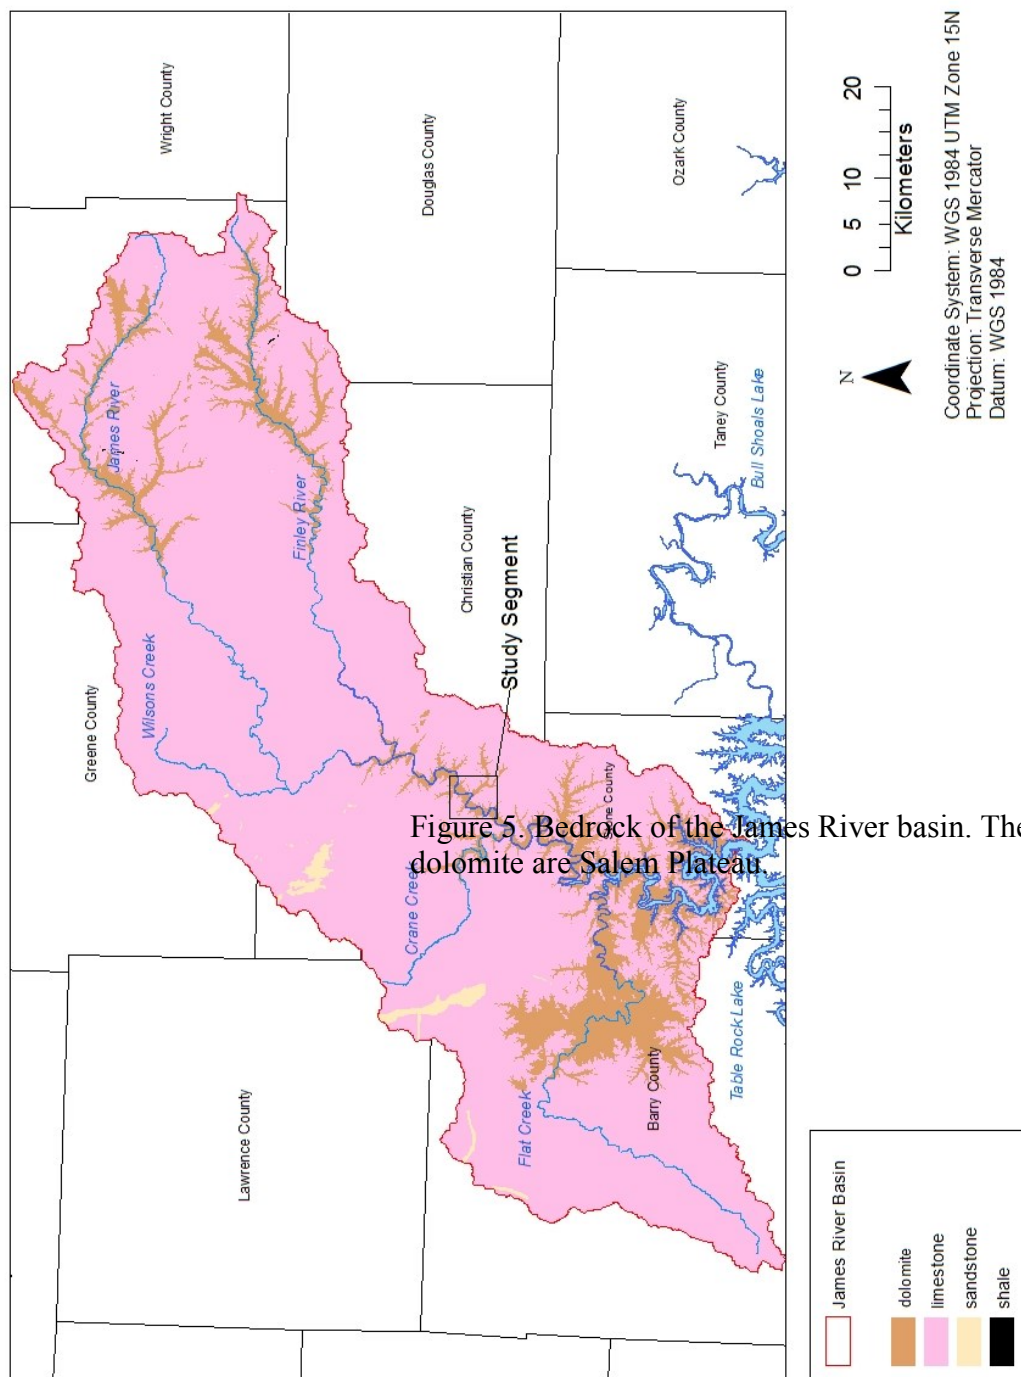 Wright County
Douglas County
Ozark County
James River
Finley River
Wilsons Creek
Greene County
Christian County
Taney County
Bull Shoals Lake
Study Segment
Stone County
Crane Creek
Flat Creek
Lawrence County
Barry County
Table Rock Lake
Figure 5. Bedrock of the James River basin. The
dolomite are Salem Plateau.
N
0 5 10 20
Kilometers
Coordinate System: WGS 1984 UTM Zone 15N
Projection: Transverse Mercator
Datum: WGS 1984
James River Basin
dolomite
limestone
sandstone
shale